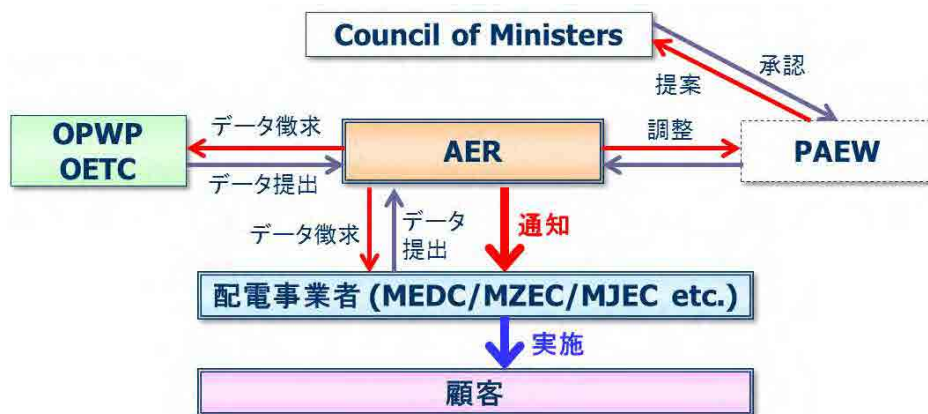 Council of Ministers
承認
提案
OPWP
OETC
データ徴求
データ提出
AER
調整
PAEW
データ徴求
データ
提出
通知
配電事業者 (MEDC/MZEC/MJEC etc.)
実施
顧客